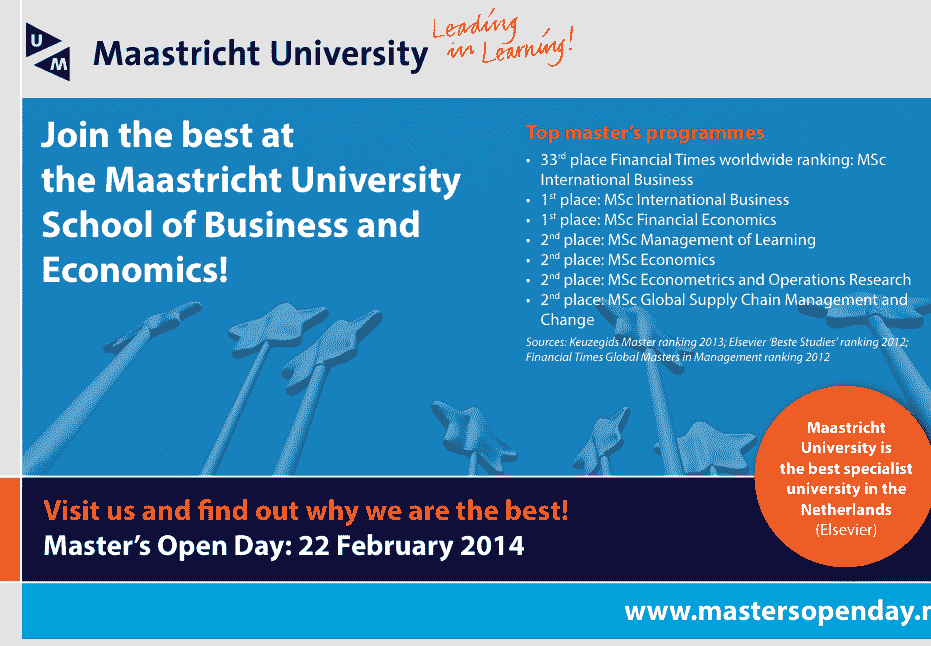 U
M
Maastricht University
Leading
in Learning!
Join the best at
the Maastricht University
School of Business and
Economics!
Top master's programmes
• 33rd place Financial Times worldwide ranking: MSc
International Business
• 1st place: MSc International Business
• 1st place: MSc Financial Economics
• 2nd place: MSc Management of Learning
• 2nd place: MSc Economics
• 2nd place: MSc Econometrics and Operations Research
• 2nd place: MSc Global Supply Chain Management and
Change
Sources: Keuzegids Master ranking 2013; Elsevier 'Beste Studies' ranking 2012;
Financial Times Global Masters in Management ranking 2012
Maastricht
University is
the best specialist
university in the
Netherlands
(Elsevier)
Visit us and find out why we are the best!
Master's Open Day: 22 February 2014
www.mastersopenday.n